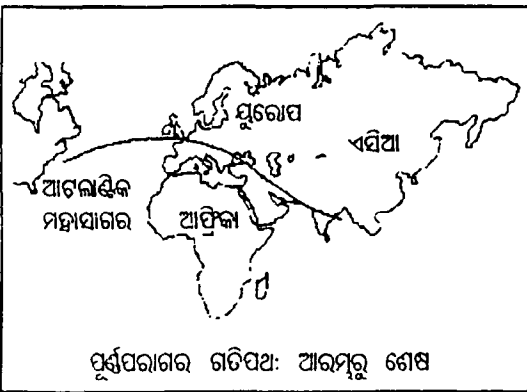 ୟୁରୋପ
ଏସିଆ
ଆଟଲାଣ୍ଟିକ
ମହାସାଗର
ଆଫ୍ରିକା
ପୂର୍ଣ୍ଣପରାଗର ଗତିପଥ: ଆରମ୍ଭରୁ ଶେଷ